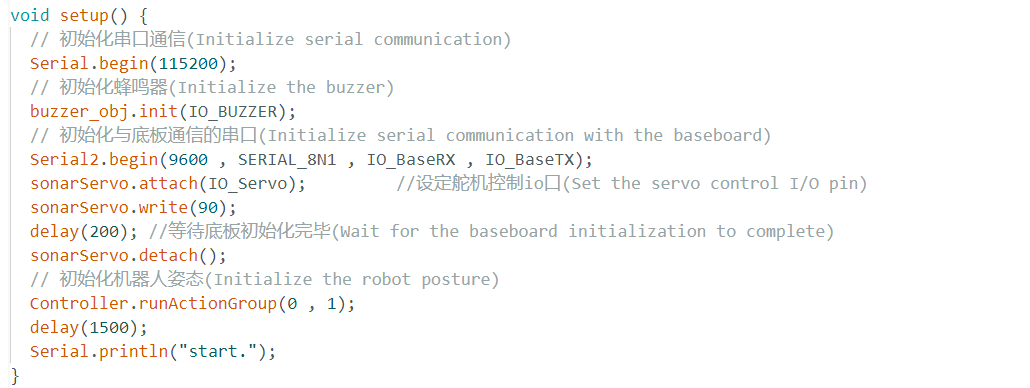 void setup() {
  // 初始化串口通信(Initialize serial communication)
  Serial.begin(115200);
  // 初始化蜂鸣器(Initialize the buzzer)
  buzzer_obj.init(IO_BUZZER);
  // 初始化与底板通信的串口(Initialize serial communication with the baseboard)
  Serial2.begin(9600 , SERIAL_8N1 , IO_BaseRX , IO_BaseTX);
  sonarServo.attach(IO_Servo);         //设定舵机控制io口(Set the servo control I/O pin)
  sonarServo.write(90);
  delay(200); //等待底板初始化完毕(Wait for the baseboard initialization to complete)
  sonarServo.detach();
  // 初始化机器人姿态(Initialize the robot posture)
  Controller.runActionGroup(0 , 1);
  delay(1500);
  Serial.println("start.");
}